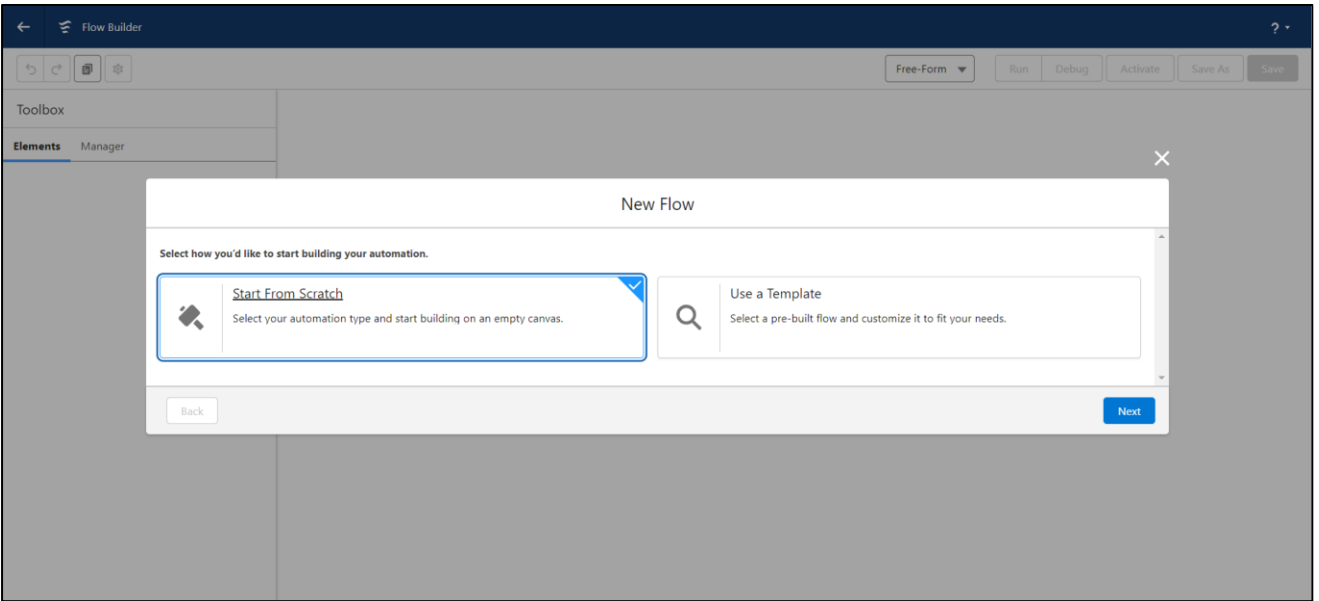 Flow Builder
?
Free-Form
Run
Debug
Activate
Save As
Save
Toolbox
Elements
Manager
New Flow
Select how you'd like to start building your automation.
Start From Scratch
Select your automation type and start building on an empty canvas.
Use a Template
Select a pre-built flow and customize it to fit your needs.
Back
Next